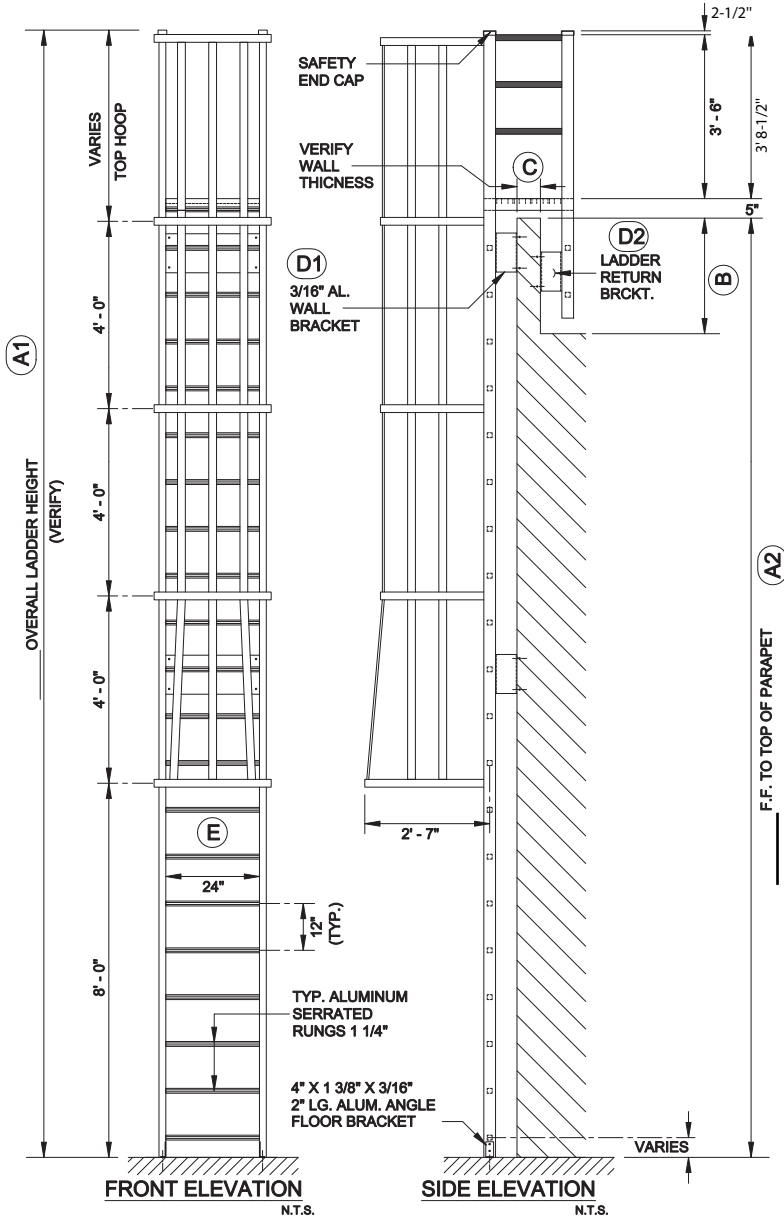 2-1/2"
SAFETY
END CAP
VARIES
TOP HOOP
3' - 6"
3' 8-1/2"
VERIFY
WALL
THICNESS
C
5"
D1
3/16" AL.
WALL
BRACKET
D2
LADDER
RETURN
BRCKT.
B
4' - 0"
A1
OVERALL LADDER HEIGHT
(VERIFY)
4' - 0"
A2
F.F. TO TOP OF PARAPET
4' - 0"
2' - 7"
E
24"
12"
(TYP.)
8' - 0"
TYP. ALUMINUM
SERRATED
RUNGS 1 1/4"
4" X 1 3/8" X 3/16"
2" LG. ALUM. ANGLE
FLOOR BRACKET
VARIES
FRONT ELEVATION
N.T.S.
SIDE ELEVATION
N.T.S.